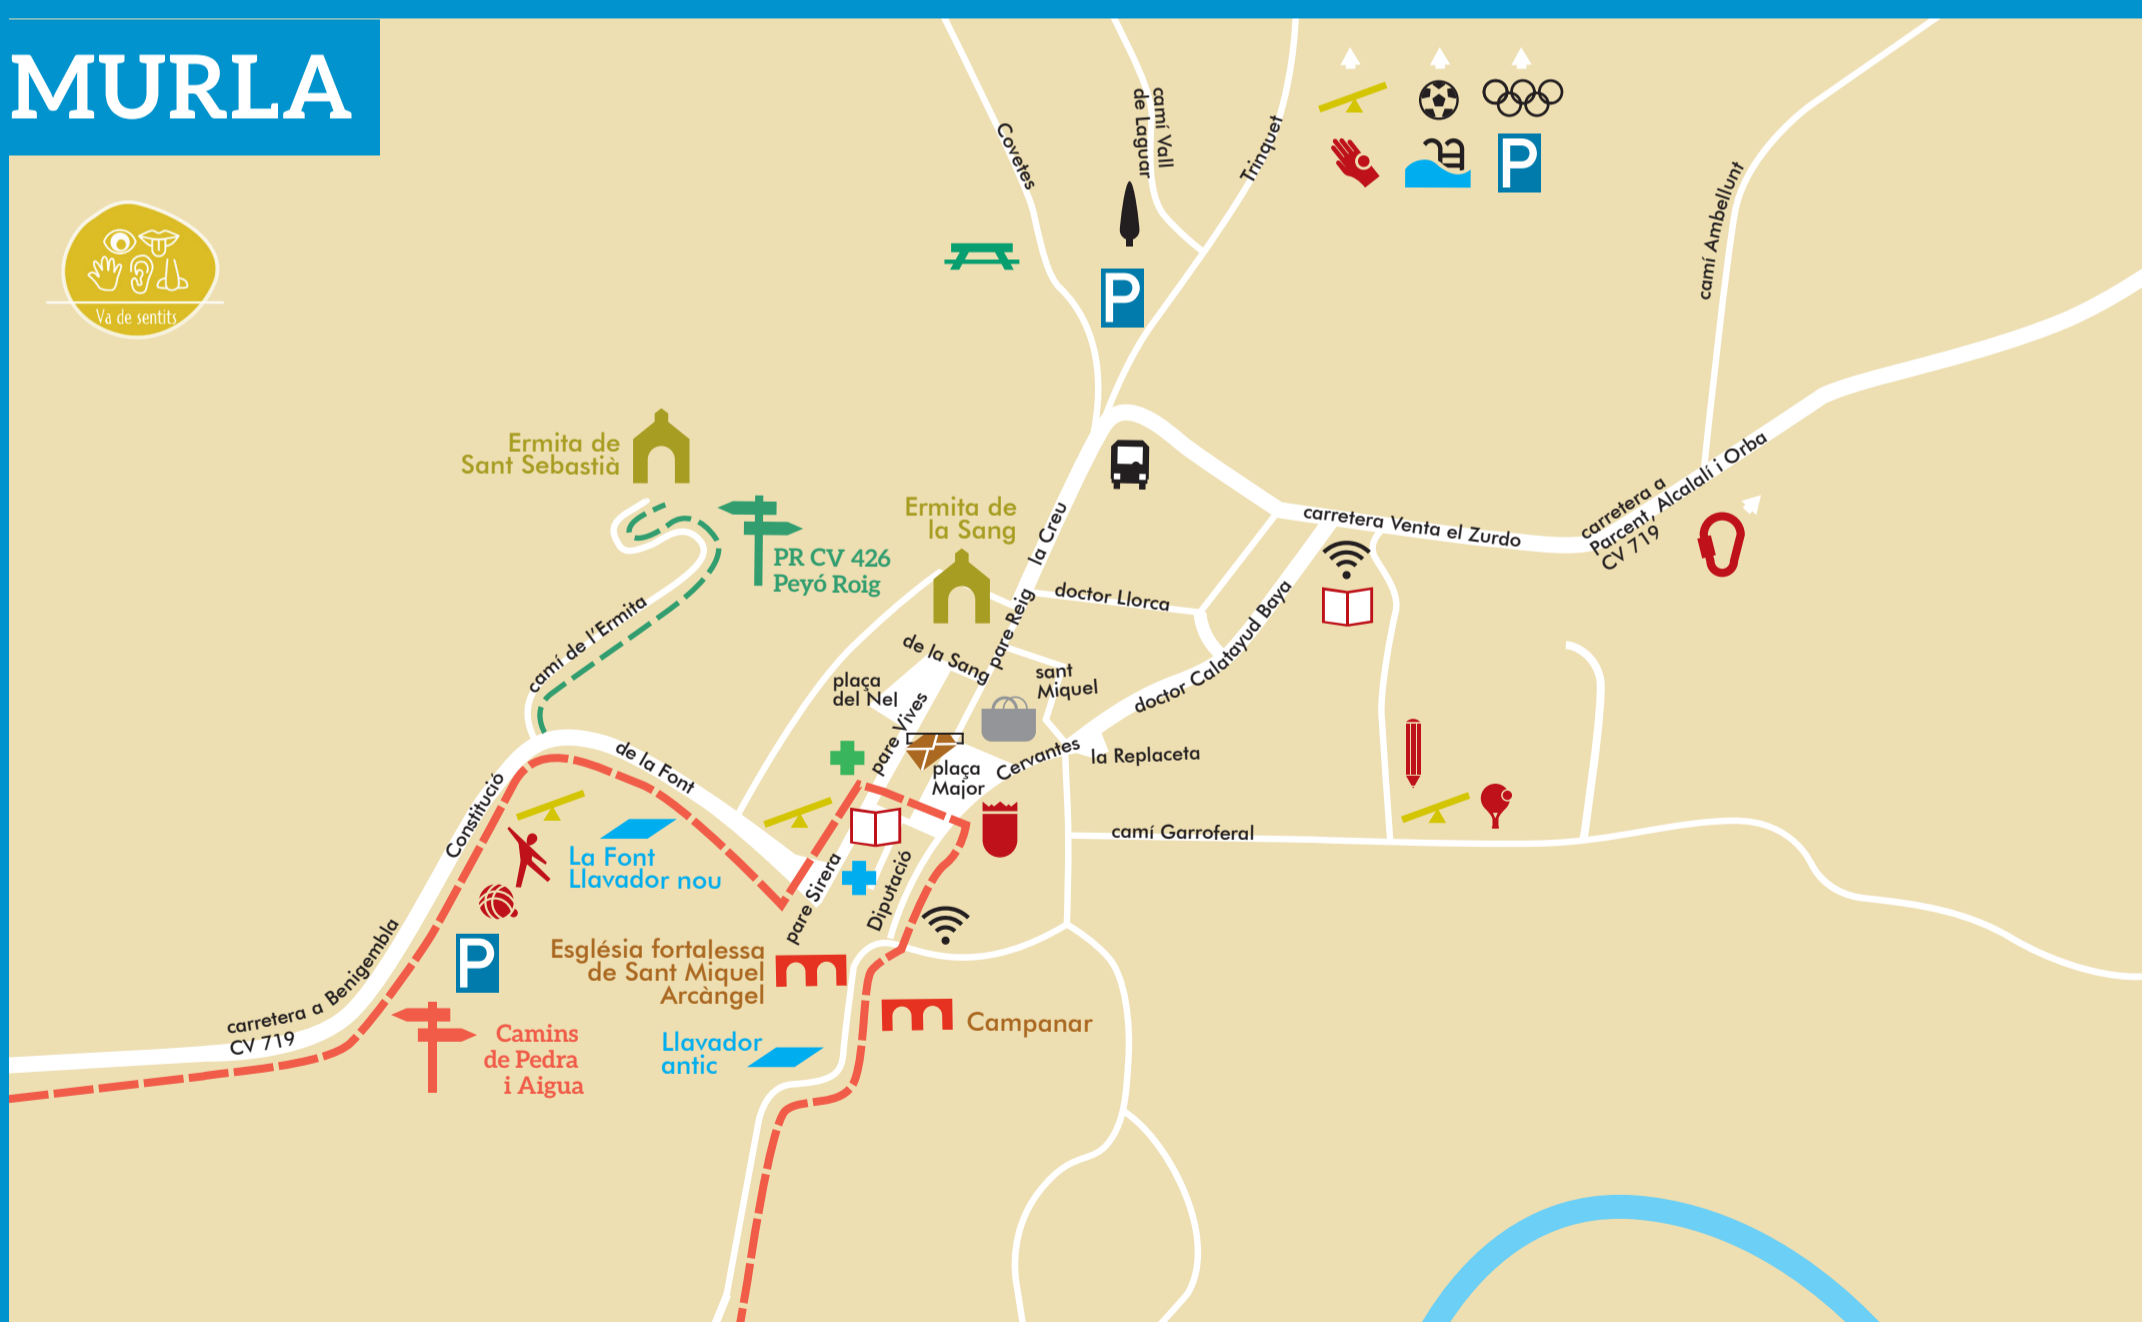 MURLA
Va de sentits
Covetes
camí Vall
de Laguar
Trinquet
P
P
camí Ambellunt
Ermita de
Sant Sebastià
PR CV 426
Peyó Roig
Ermita de
la Sang
la Creu
carretera Venta el Zurdo
carretera a
Parcent, Alcalalí i Orba
CV 719
doctor Llorca
pare Reig
doctor Calatayud Baya
camí de l'Ermita
de la Sang
sant
Miquel
plaça
del Nel
pare Vives
plaça
Major
Cervantes
la Replaceta
de la Font
Constitució
La Font
Llavador nou
pare Sirera
Diputació
camí Garroferal
P
carretera a Benigembla
CV 719
Església fortalessa
de Sant Miquel
Arcàngel
Campanar
Camins
de Pedra
i Aigua
Llavador
antic